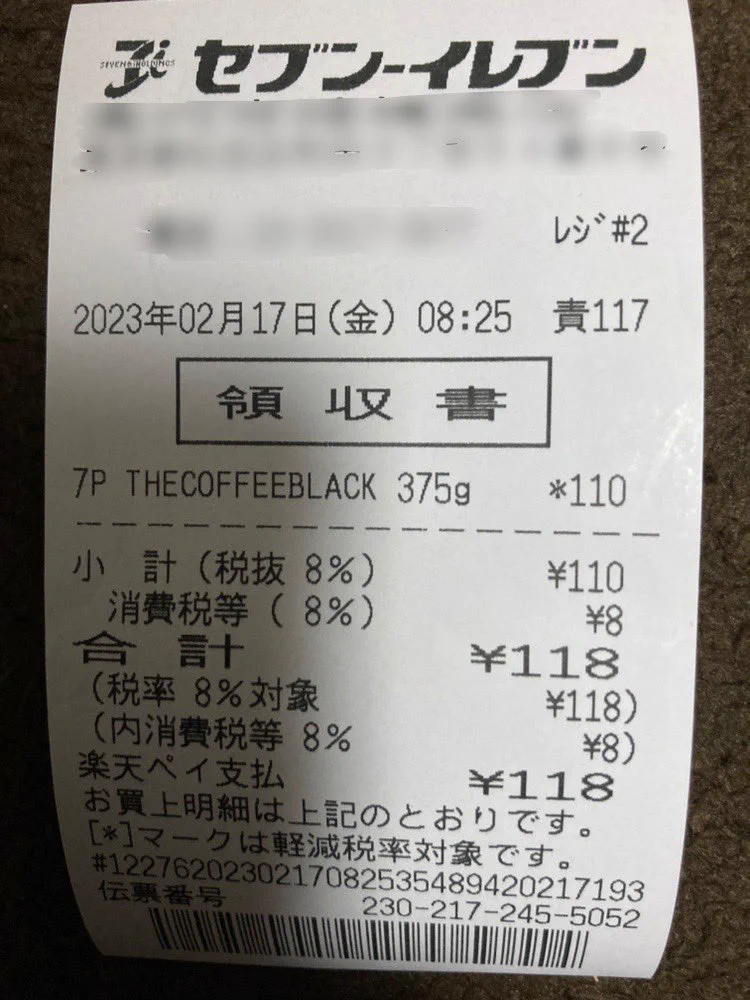 SEVEN&i HOLDINGS
セブン-イレブン
レジ#2
2023年02月17日(金) 08:25 責117
領収書
7P THECOFFEEBLACK 375g *110
小 計(税抜 8%) ¥110
消費税等( 8%) ¥8
合 計 ¥118
(税率 8%対象 ¥118)
(内消費税等 8% ¥8)
楽天ペイ支払 ¥118
お買上明細は上記のとおりです。
[*]マークは軽減税率対象です。
#122762023021708253548942021​7193
伝票番号 230-217-245-5052